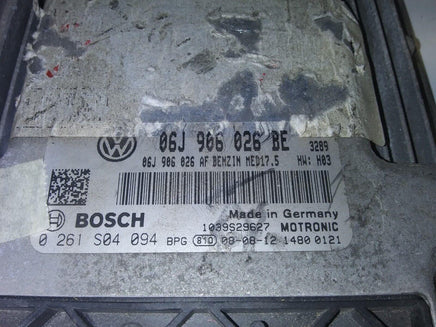 06J 906 026 BE 3289
06J 906 026 AF BENZIN MED17.5 HW: H03
BOSCH Made in Germany
1039S29627 MOTRONIC
0 261 S04 094 BPG 810 08-08-12 1480 0121